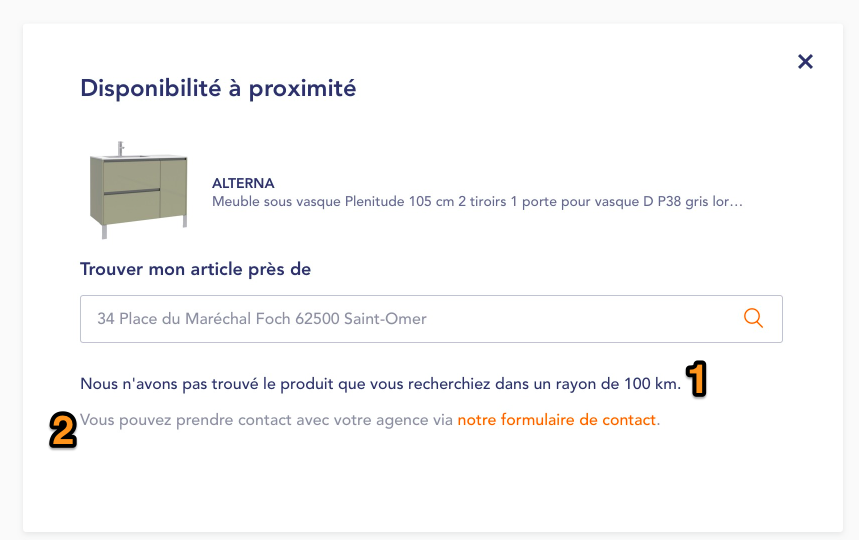 Disponibilité à proximité
ALTERNA
Meuble sous vasque Plenitude 105 cm 2 tiroirs 1 porte pour vasque D P38 gris lor…
Trouver mon article près de
34 Place du Maréchal Foch 62500 Saint-Omer
Nous n'avons pas trouvé le produit que vous recherchiez dans un rayon de 100 km. 1
2 Vous pouvez prendre contact avec votre agence via notre formulaire de contact.